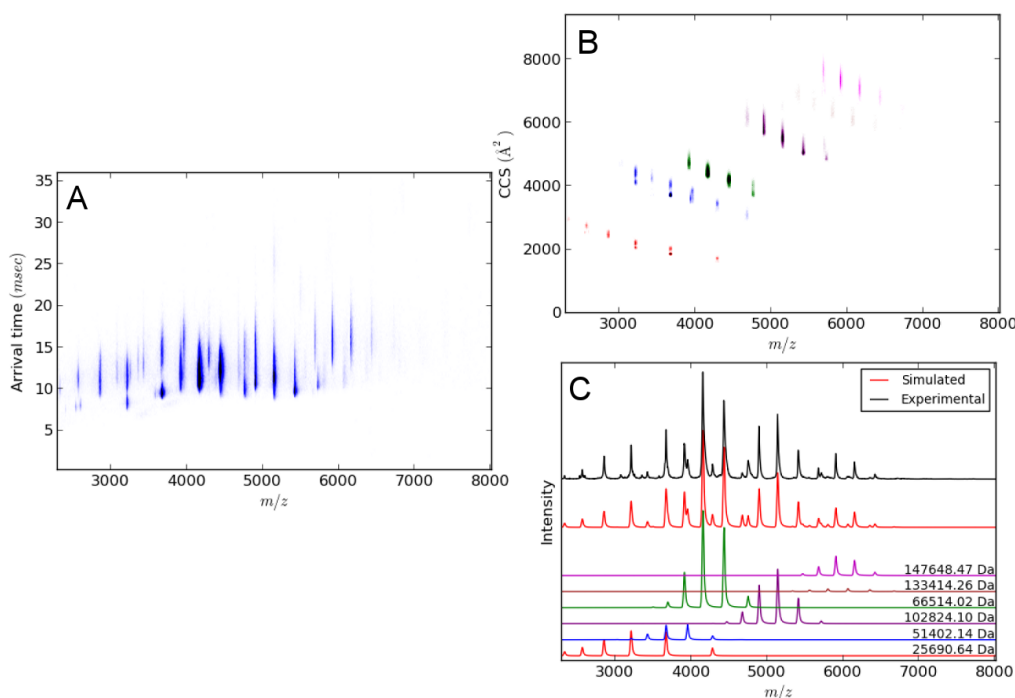 A
35
30
25
20
15
10
5
Arrival time (msec)
3000 4000 5000 6000 7000 8000
m/z
B
8000
6000
4000
2000
0
CCS (Å²)
3000 4000 5000 6000 7000 8000
m/z
C
Simulated
Experimental
Intensity
147648.47 Da
133414.26 Da
66514.02 Da
102824.10 Da
51402.14 Da
25690.64 Da
3000 4000 5000 6000 7000 8000
m/z